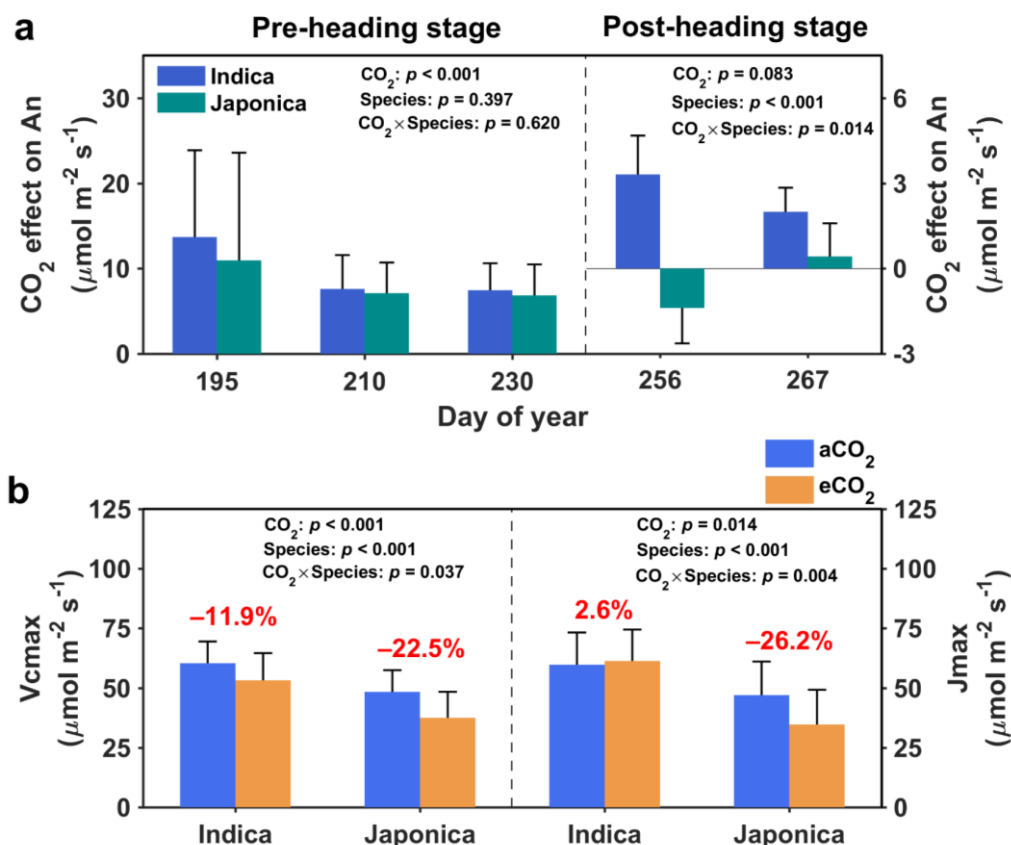 a
Pre-heading stage
Post-heading stage
Indica
Japonica
CO₂: p < 0.001
Species: p = 0.397
CO₂×Species: p = 0.620
CO₂: p = 0.083
Species: p < 0.001
CO₂×Species: p = 0.014
CO₂ effect on An
(μmol m⁻² s⁻¹)
30
20
10
0
6
3
0
-3
CO₂ effect on An
(μmol m⁻² s⁻¹)
195
210
230
256
267
Day of year
aCO₂
eCO₂
b
CO₂: p < 0.001
Species: p < 0.001
CO₂×Species: p = 0.037
CO₂: p = 0.014
Species: p < 0.001
CO₂×Species: p = 0.004
–11.9%
–22.5%
2.6%
–26.2%
Vcmax
(μmol m⁻² s⁻¹)
125
100
75
50
25
0
125
100
75
50
25
0
Jmax
(μmol m⁻² s⁻¹)
Indica
Japonica
Indica
Japonica